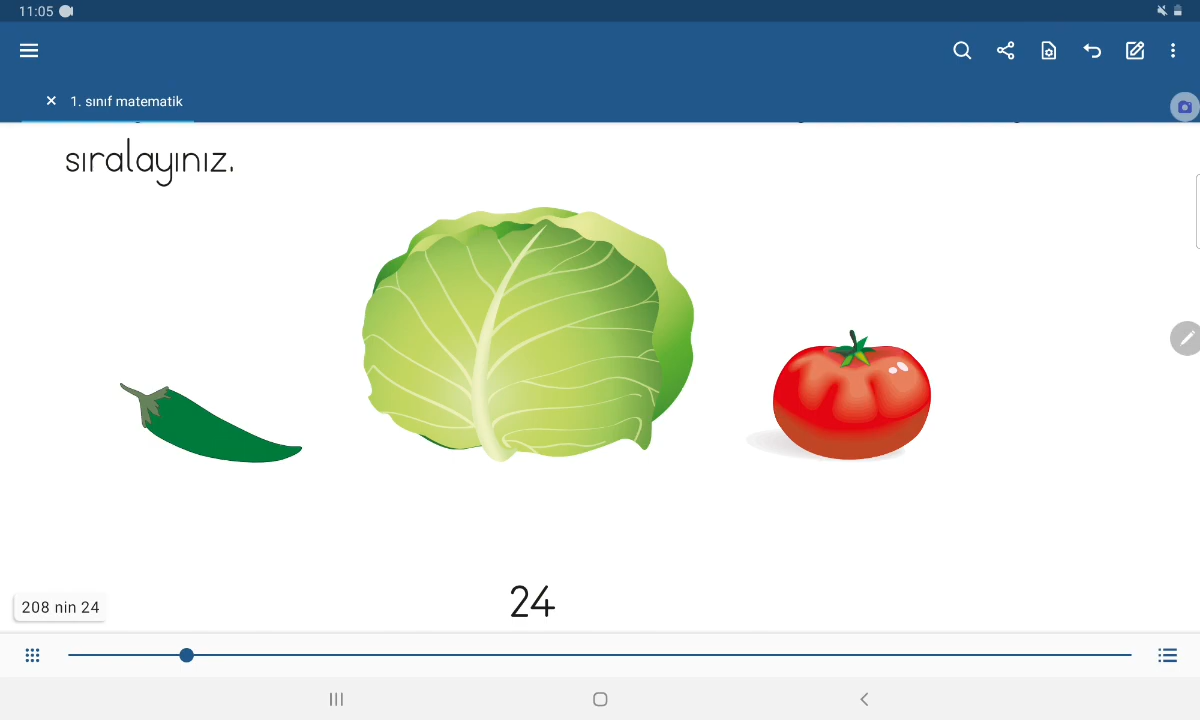 11:05
1. sınıf matematik
sıralayınız.
24
208 nin 24